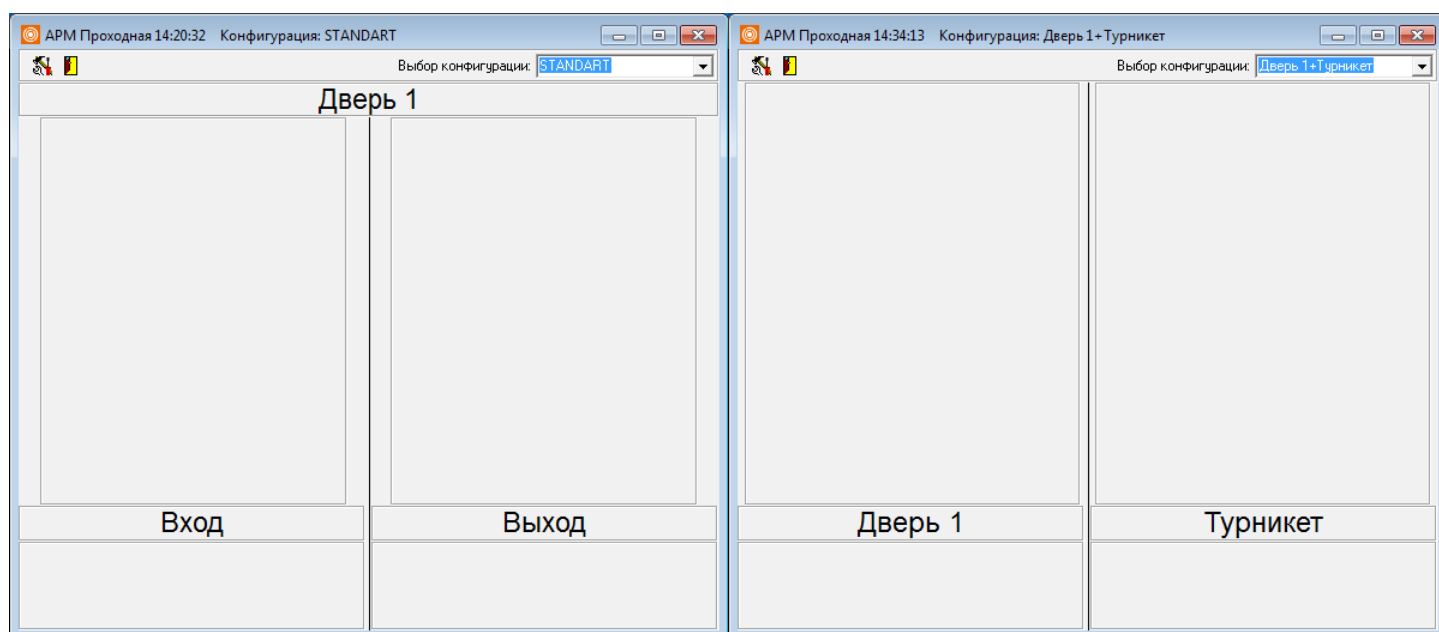 АРМ Проходная 14:20:32 Конфигурация: STANDART
Выбор конфигурации: STANDART
Дверь 1
Вход
Выход
АРМ Проходная 14:34:13 Конфигурация: Дверь 1+Турникет
Выбор конфигурации: Дверь 1+Турникет
Дверь 1
Турникет